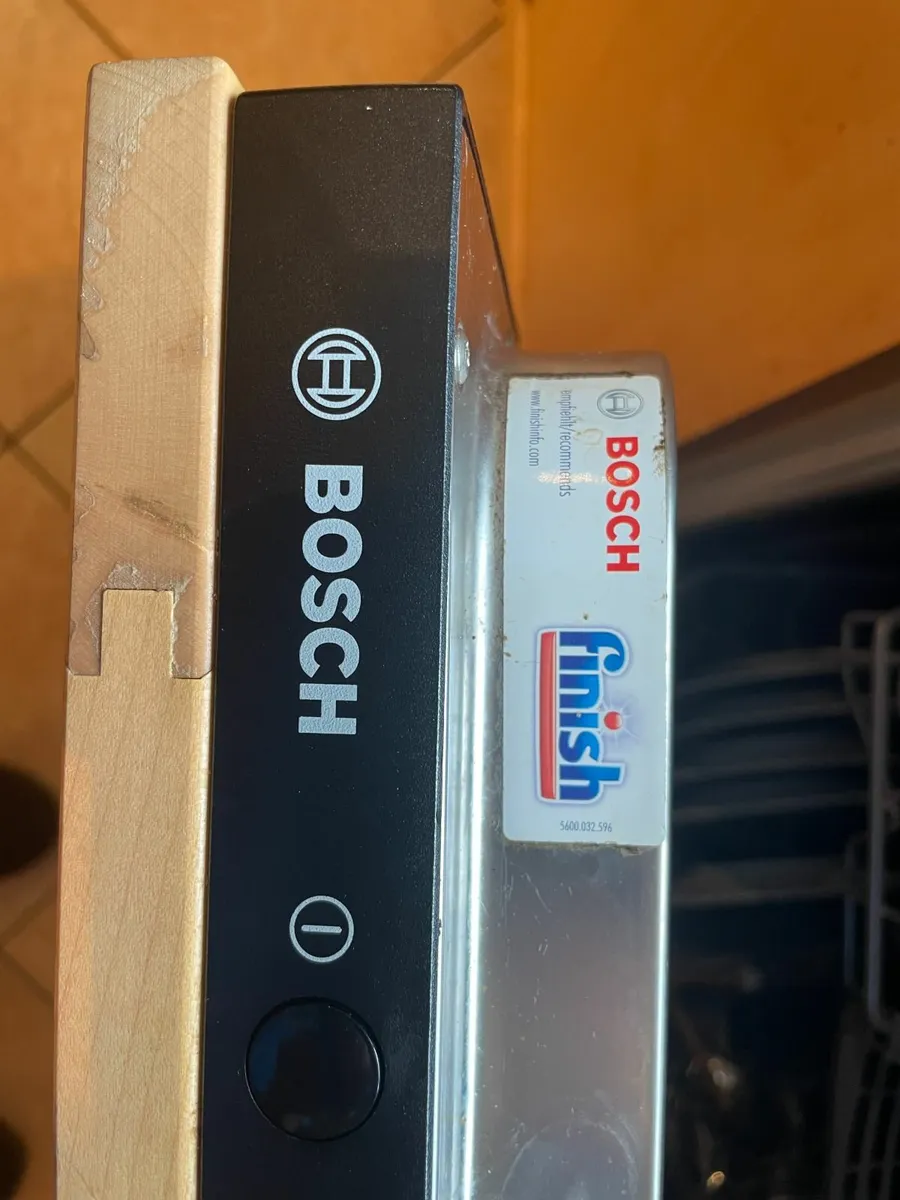 BOSCH
BOSCH
empfiehlt/recommends
www.finishinfo.com
finish
5600.032.596